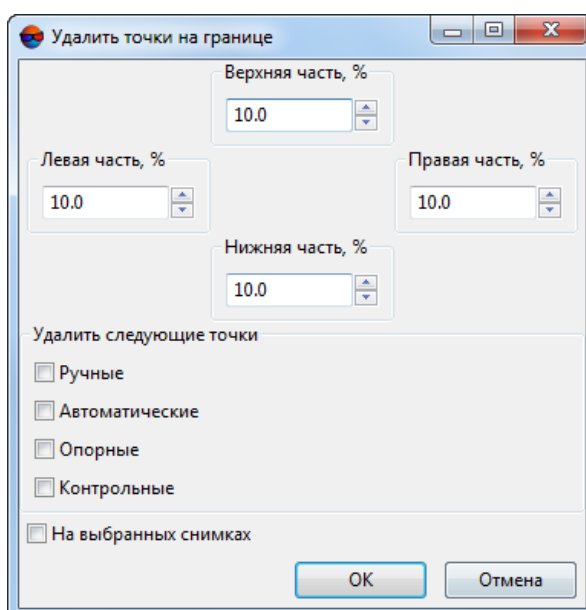 Удалить точки на границе
Верхняя часть, %
10.0
Левая часть, %
10.0
Правая часть, %
10.0
Нижняя часть, %
10.0
Удалить следующие точки
Ручные
Автоматические
Опорные
Контрольные
На выбранных снимках
OK
Отмена